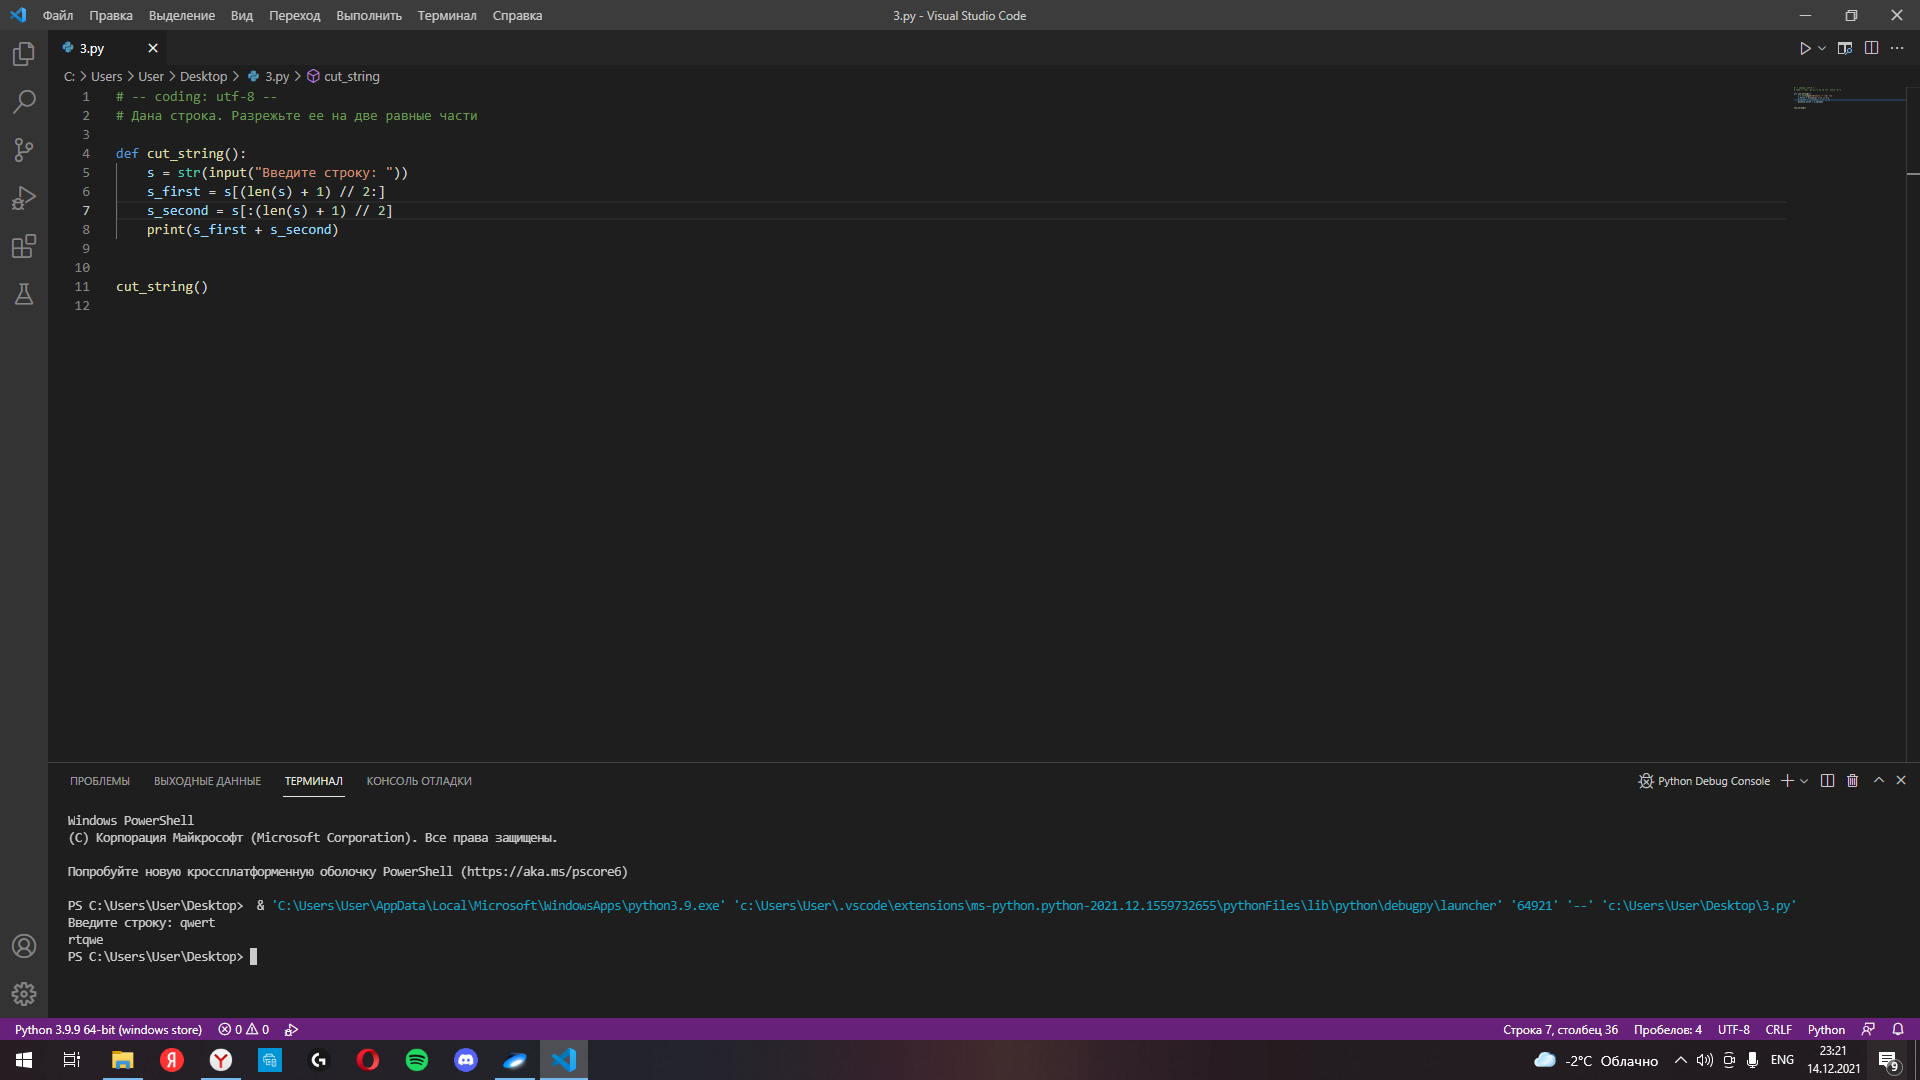 Файл Правка Выделение Вид Переход Выполнить Терминал Справка
3.py - Visual Studio Code
3.py
C: Users User Desktop 3.py cut_string
1 # -- coding: utf-8 --
2 # Дана строка. Разрежьте ее на две равные части
3
4 def cut_string():
5 s = str(input("Введите строку: "))
6 s_first = s[(len(s) + 1) // 2:]
7 s_second = s[:(len(s) + 1) // 2]
8 print(s_first + s_second)
9
10
11 cut_string()
12
ПРОБЛЕМЫ ВЫХОДНЫЕ ДАННЫЕ ТЕРМИНАЛ КОНСОЛЬ ОТЛАДКИ
Python Debug Console
Windows PowerShell
(C) Корпорация Майкрософт (Microsoft Corporation). Все права защищены.
Попробуйте новую кроссплатформенную оболочку PowerShell (https://aka.ms/pscore6)
PS C:\Users\User\Desktop> & 'C:\Users\User\AppData\Local\Microsoft\WindowsApps\python3.9.exe' 'c:\Users\User\.vscode\extensions\ms-python.python-2021.12.1559732655\pythonFiles\lib\python\debugpy\launcher' '64921' '--' 'c:\Users\User\Desktop\3.py'
Введите строку: qwert
rtqwe
PS C:\Users\User\Desktop>
Python 3.9.9 64-bit (windows store) 0 0
Строка 7, столбец 36 Пробелов: 4 UTF-8 CRLF Python
-2°C Облачно ENG
23:21
14.12.2021
9